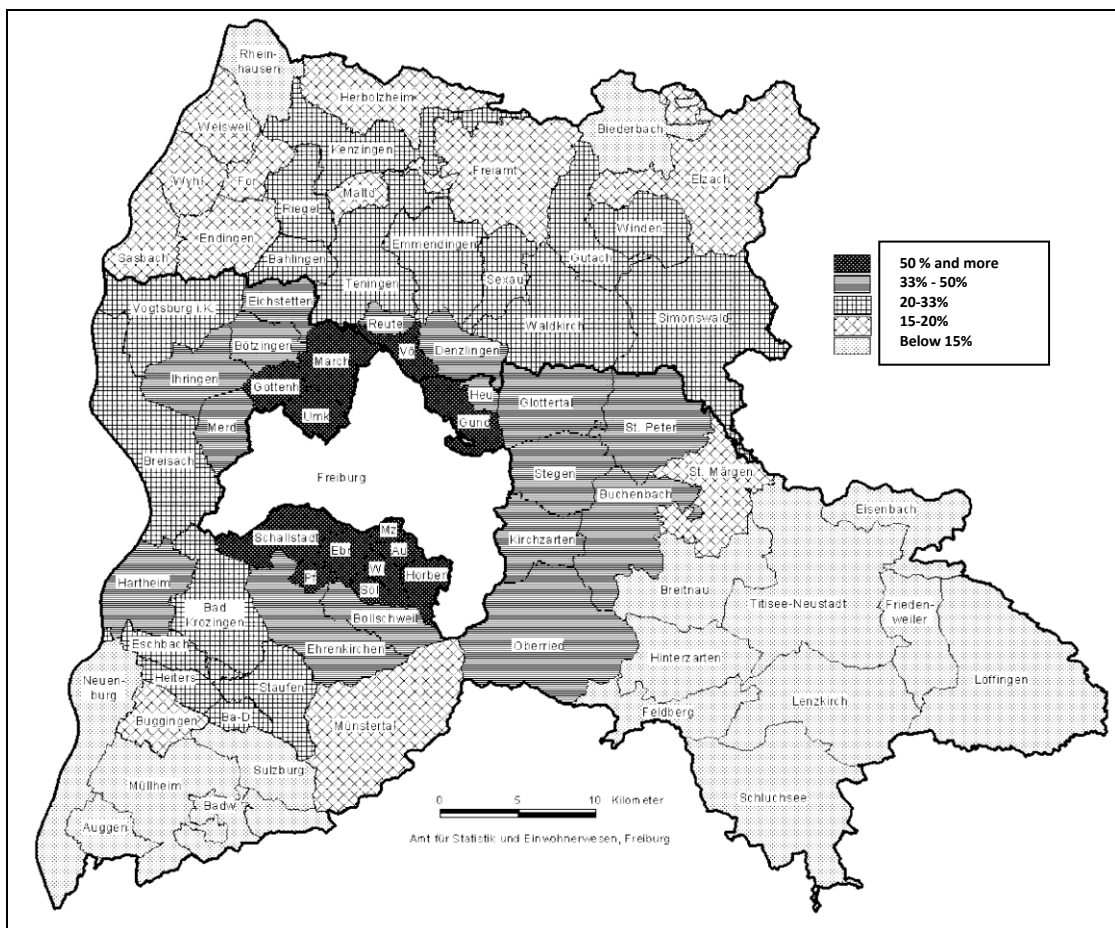 Rhein-
hausen
Herbolzheim
Weisweil
Biederbach
Kenzingen
Freiamt
Wyhl
For
Elzach
Maltd
Riegel
Winden
Endingen
Emmendingen
Gutach
Sasbach
Bahlingen
Sexau
Teningen
Vogtsburg i.K.
Eichstetten
Simonswald
Reute
Waldkirch
Bötzingen
Vö
Denzlingen
March
Ihringen
Gottenh
Heu
Glottertal
Umk
Gund
Merd
St. Peter
Breisach
Freiburg
Stegen
St. Märgen
Buchenbach
Eisenbach
Schallstadt
Mz
Ebr
Au
Kirchzarten
Hartheim
Pf
W
Horben
Sol
Breitnau
Titisee-Neustadt
Frieden-
weiler
Bad
Krozingen
Bollschweil
Eschbach
Ehrenkirchen
Oberried
Hinterzarten
Löffingen
Neuen-
burg
Heiters
Staufen
Lenzkirch
Feldberg
Buggingen
Ba-D
Münstertal
Sulzburg
Müllheim
Schluchsee
Badw.
Auggen
50 % and more
33% - 50%
20-33%
15-20%
Below 15%
0 5 10 Kilometer
Amt für Statistik und Einwohnerwesen, Freiburg